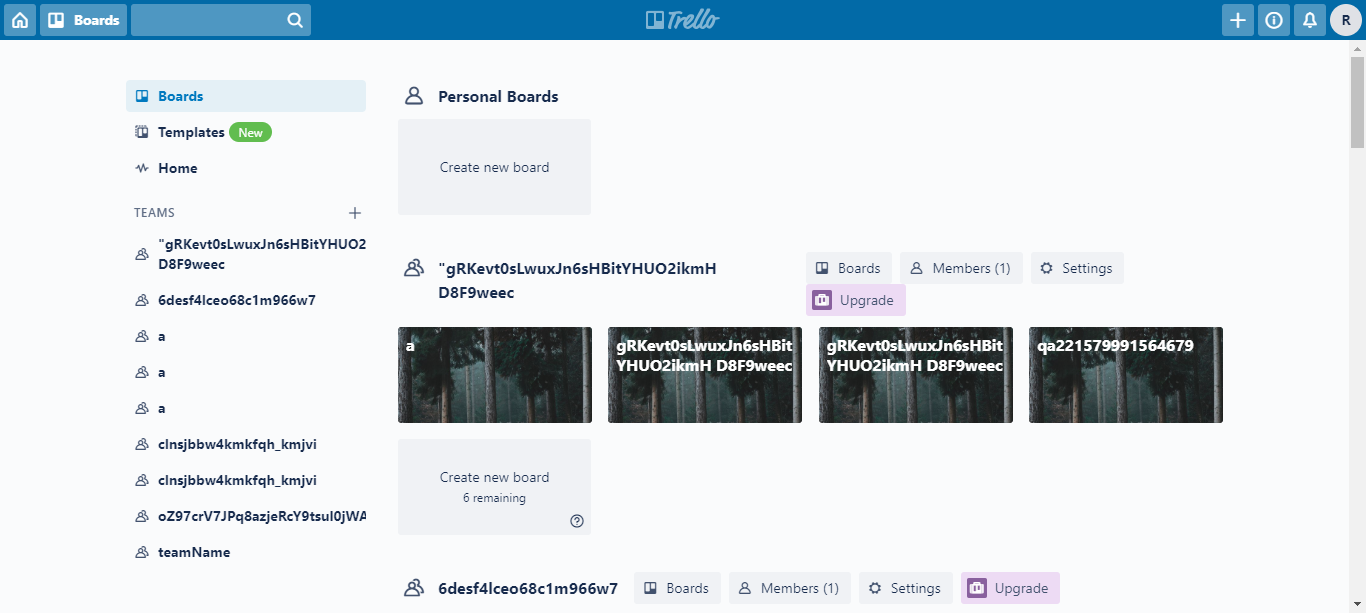 Boards
Trello
R
Boards
Templates New
Home
TEAMS
"gRKevt0sLwuxJn6sHBitYHUO2
D8F9weec
6desf4lceo68c1m966w7
a
a
a
clnsjbbw4kmkfqh_kmjvi
clnsjbbw4kmkfqh_kmjvi
oZ97crV7JPq8azjeRcY9tsul0jWA
teamName
Personal Boards
Create new board
"gRKevt0sLwuxJn6sHBitYHUO2ikmH
D8F9weec
Boards
Members (1)
Settings
Upgrade
a
gRKevt0sLwuxJn6sHBit
YHUO2ikmH D8F9weec
gRKevt0sLwuxJn6sHBit
YHUO2ikmH D8F9weec
qa221579991564679
Create new board
6 remaining
6desf4lceo68c1m966w7
Boards
Members (1)
Settings
Upgrade